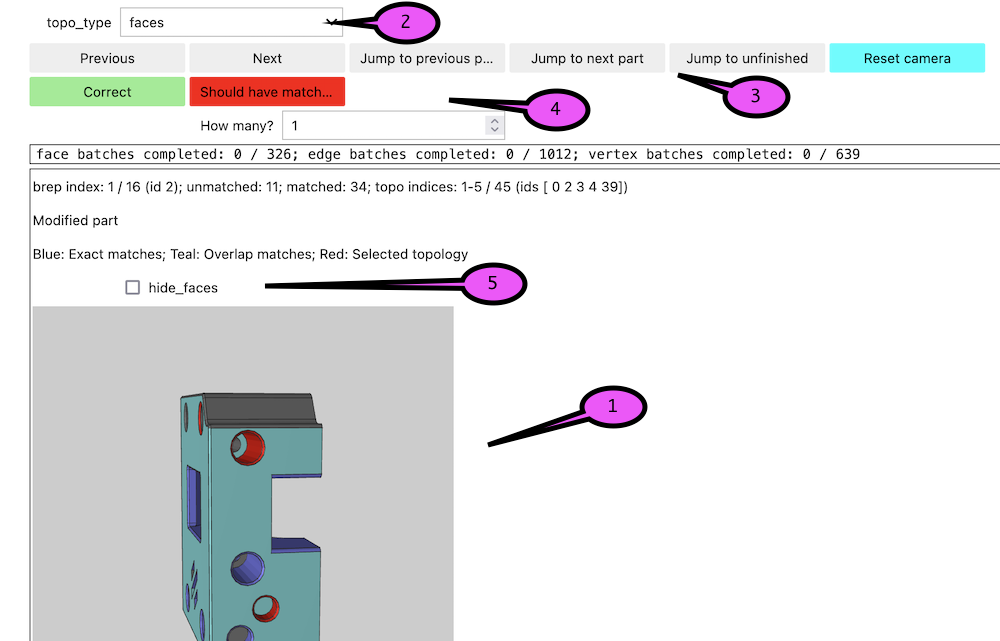 topo_type faces 2
Previous Next Jump to previous p... Jump to next part Jump to unfinished Reset camera
Correct Should have match... 4 3
How many? 1
face batches completed: 0 / 326; edge batches completed: 0 / 1012; vertex batches completed: 0 / 639
brep index: 1 / 16 (id 2); unmatched: 11; matched: 34; topo indices: 1-5 / 45 (ids [ 0 2 3 4 39])
Modified part
Blue: Exact matches; Teal: Overlap matches; Red: Selected topology
hide_faces 5
1